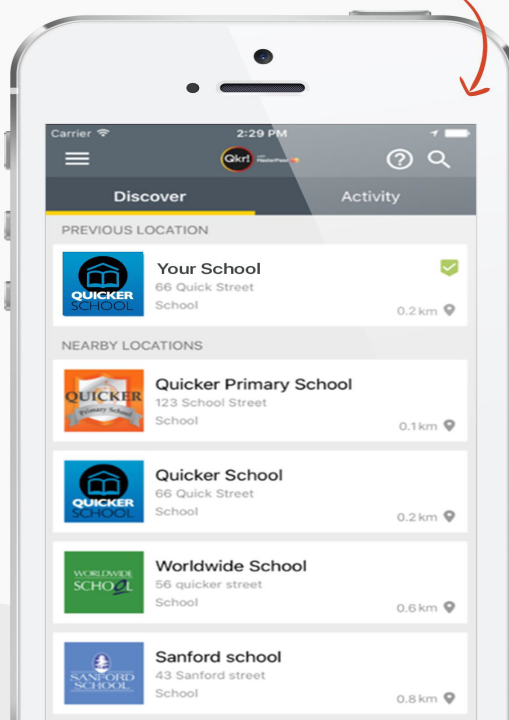 Carrier 2:29 PM
Qkr! with MasterPass
Discover Activity
PREVIOUS LOCATION
QUICKER SCHOOL
Your School
66 Quick Street
School
0.2 km
NEARBY LOCATIONS
QUICKER
Primary School
Quicker Primary School
123 School Street
School
0.1 km
QUICKER SCHOOL
Quicker School
66 Quick Street
School
0.2 km
WORLDWIDE
SCHOOL
Worldwide School
56 quicker street
School
0.6 km
SANFORD
SCHOOL
Sanford school
43 Sanford street
School
0.8 km